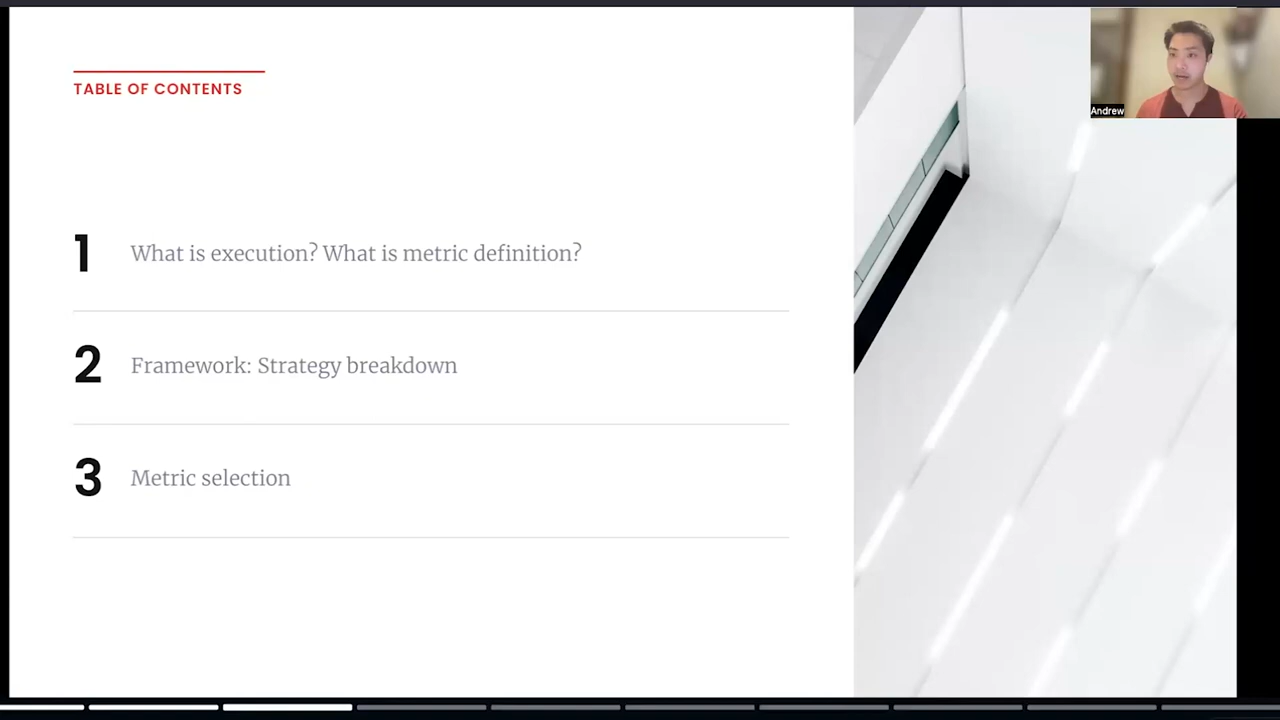 TABLE OF CONTENTS
1 What is execution? What is metric definition?
2 Framework: Strategy breakdown
3 Metric selection
Andrew